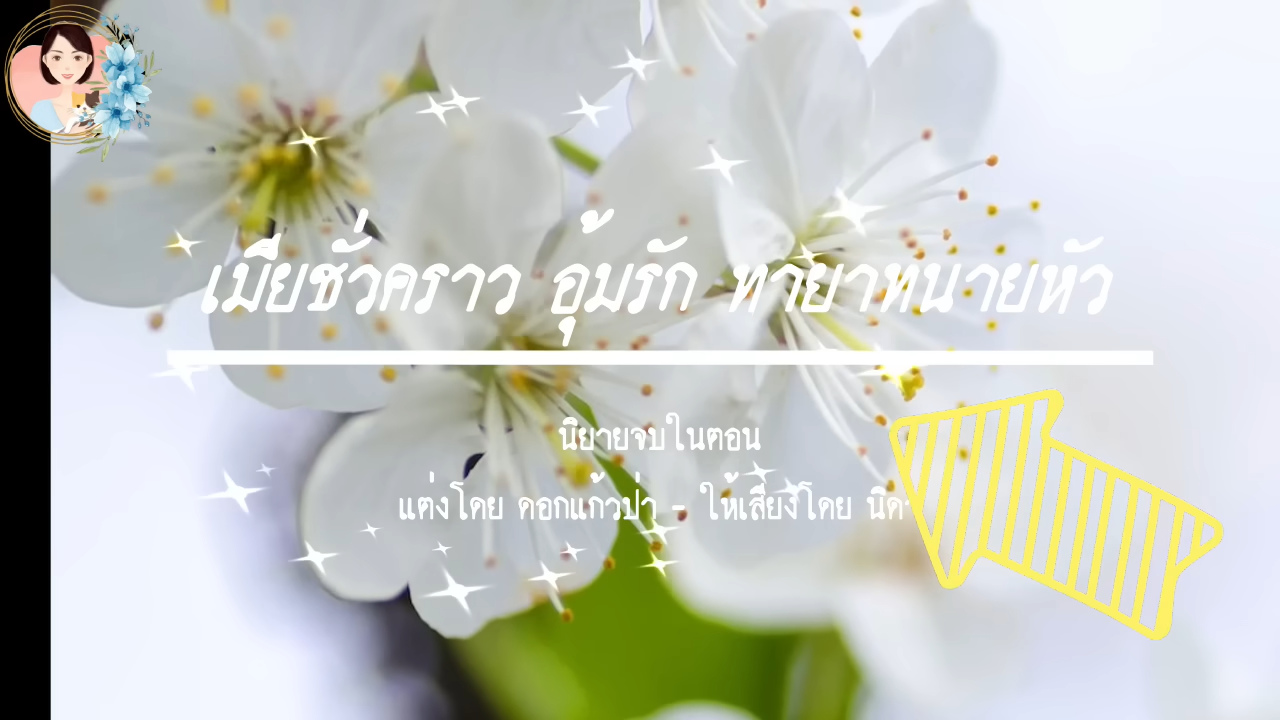 เมียชั่วคราว อุ้มรัก ทายาทนายหัว
นิยายจบในตอน
แต่งโดย ดอกแก้วป่า - ให้เสียงโดย